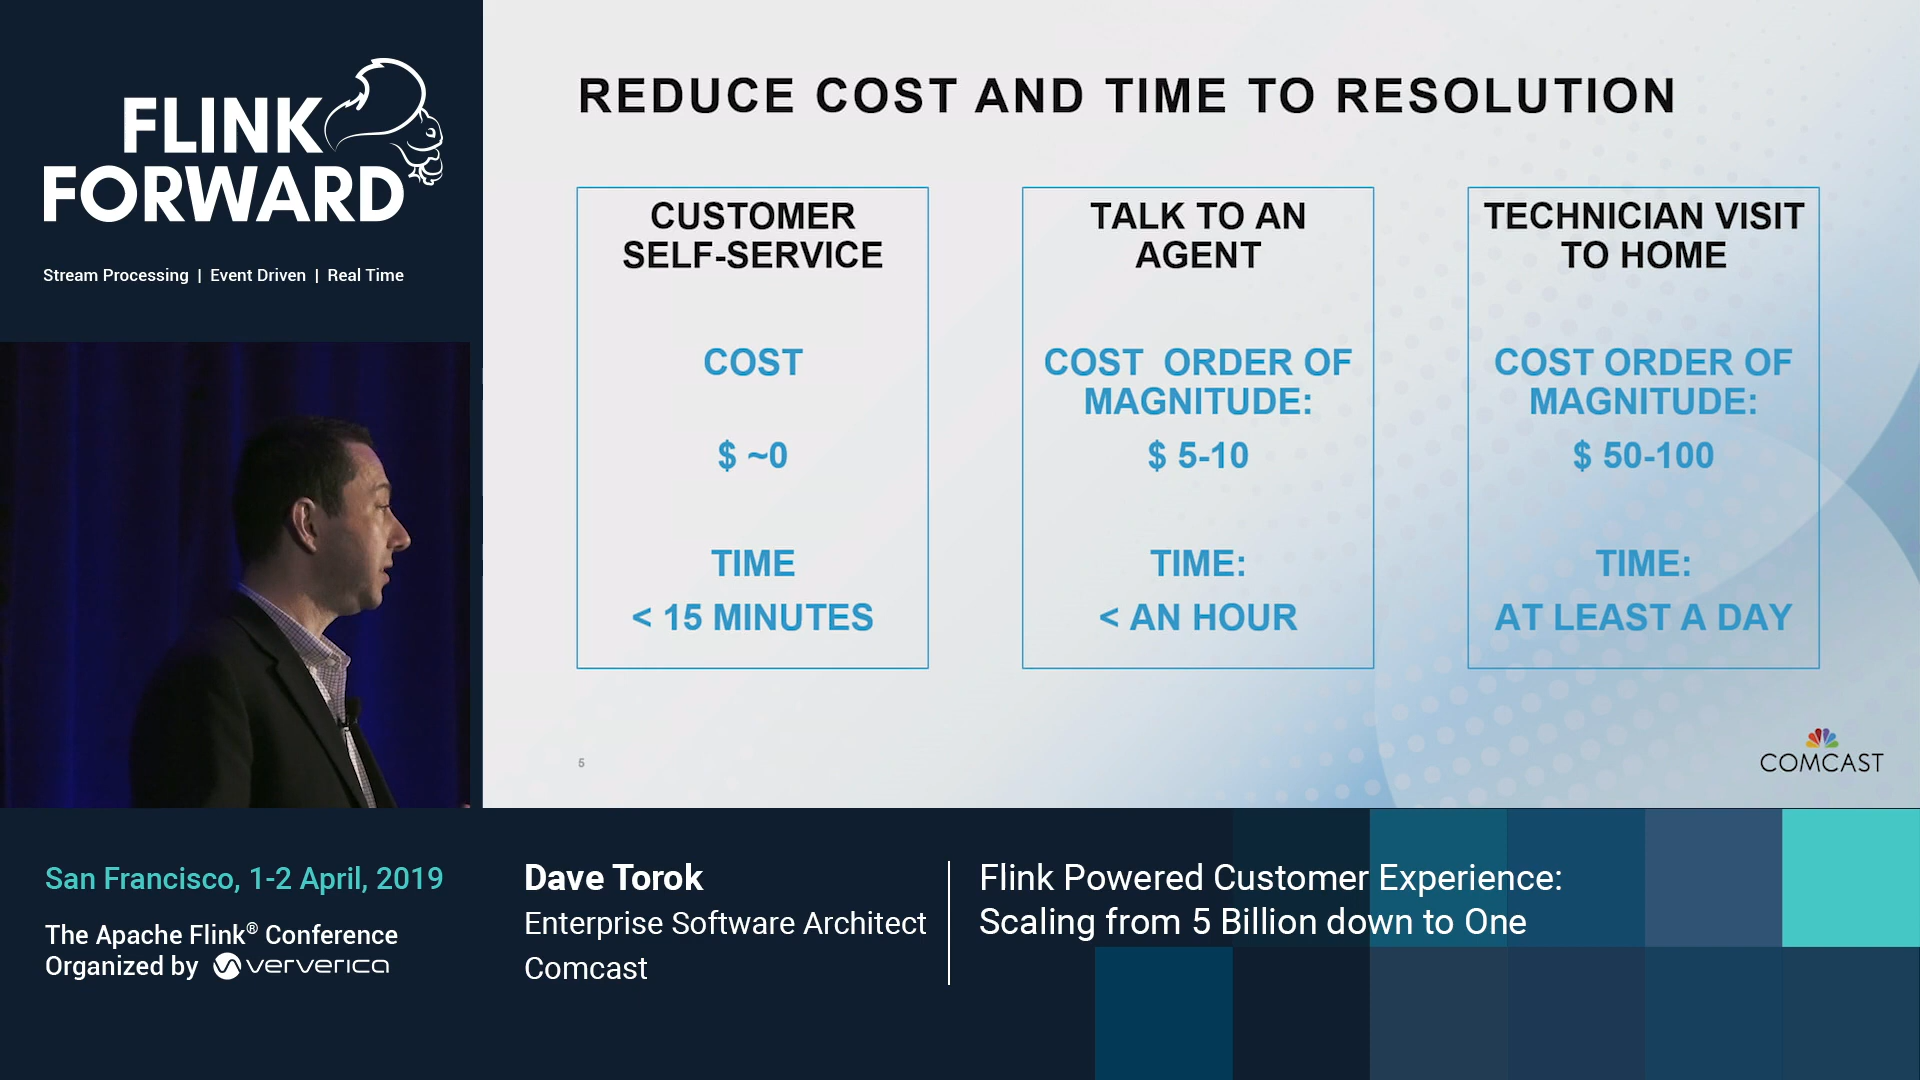 FLINK
FORWARD
Stream Processing | Event Driven | Real Time
REDUCE COST AND TIME TO RESOLUTION
CUSTOMER
SELF-SERVICE
COST
$ ~0
TIME
< 15 MINUTES
TALK TO AN
AGENT
COST ORDER OF
MAGNITUDE:
$ 5-10
TIME:
< AN HOUR
TECHNICIAN VISIT
TO HOME
COST ORDER OF
MAGNITUDE:
$ 50-100
TIME:
AT LEAST A DAY
5
COMCAST
San Francisco, 1-2 April, 2019
The Apache Flink® Conference
Organized by ververica
Dave Torok
Enterprise Software Architect
Comcast
Flink Powered Customer Experience:
Scaling from 5 Billion down to One